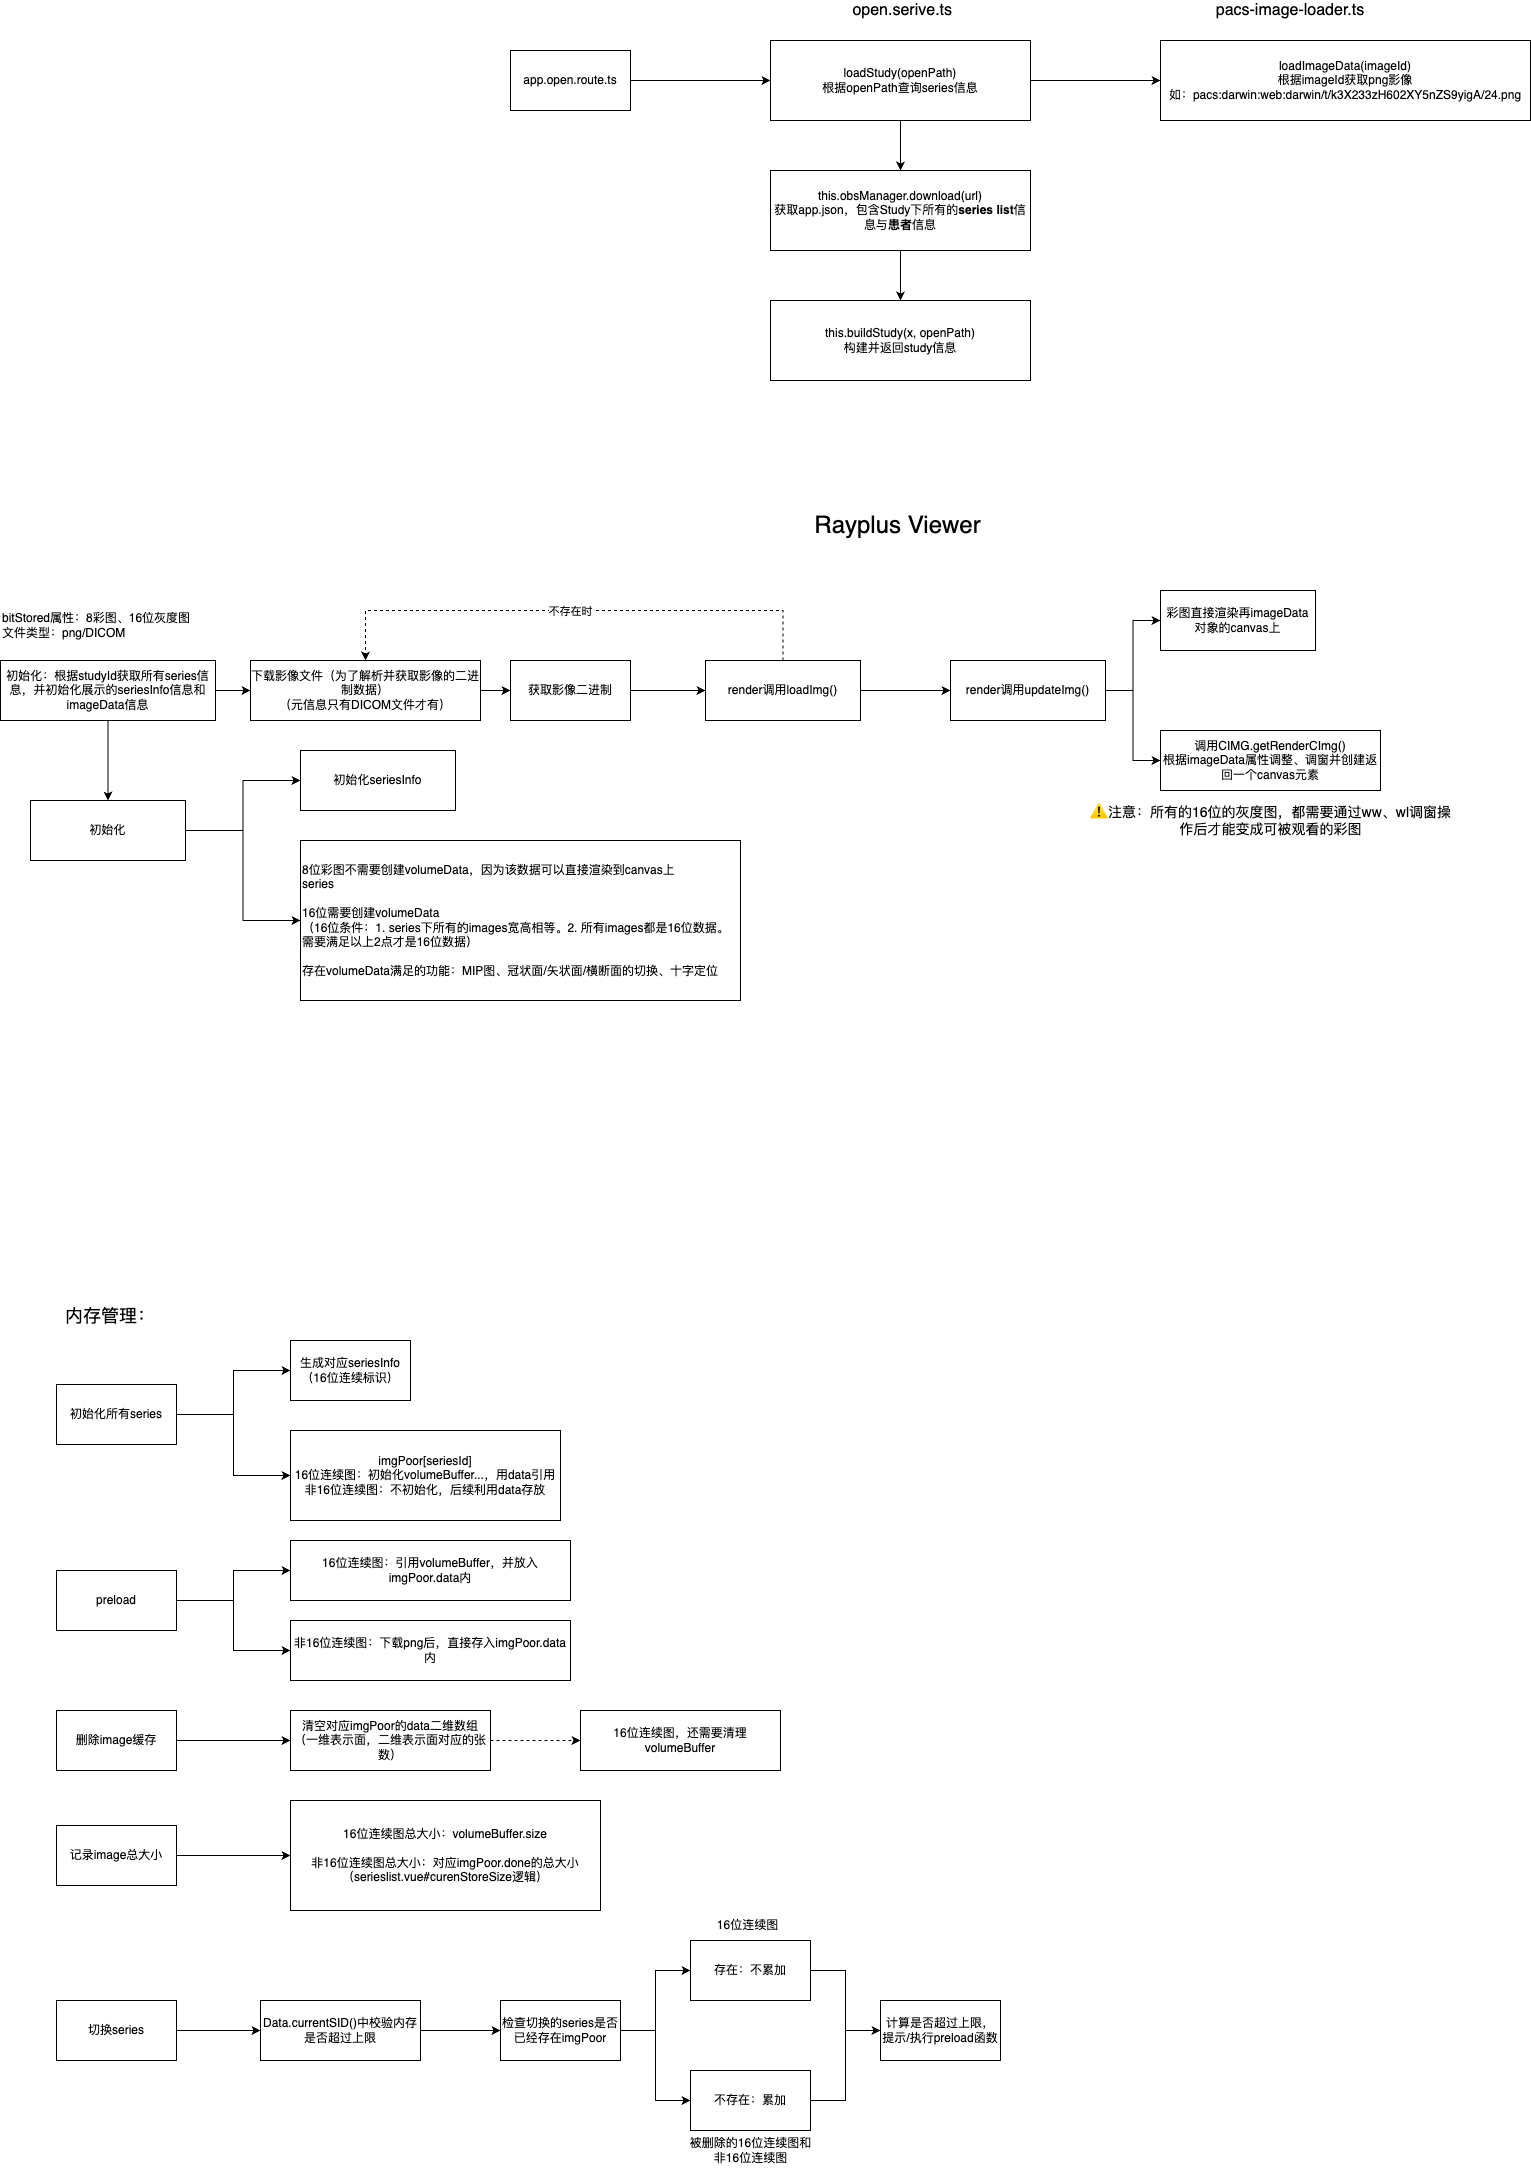 open.serive.ts
pacs-image-loader.ts
app.open.route.ts
loadStudy(openPath)
根据openPath查询series信息
loadImageData(imageId)
根据imageId获取png影像
如：pacs:darwin:web:darwin/t/k3X233zH602XY5nZS9yigA/24.png
this.obsManager.download(url)
获取app.json，包含Study下所有的series list信
息与患者信息
this.buildStudy(x, openPath)
构建并返回study信息
Rayplus Viewer
bitStored属性：8彩图、16位灰度图
文件类型：png/DICOM
不存在时
初始化：根据studyId获取所有series信
息，并初始化展示的seriesInfo信息和
imageData信息
下载影像文件（为了解析并获取影像的二进
制数据）
（元信息只有DICOM文件才有）
获取影像二进制
render调用loadImg()
render调用updateImg()
彩图直接渲染再imageData
对象的canvas上
调用CIMG.getRenderCImg()
根据imageData属性调整、调窗并创建返
回一个canvas元素
⚠️注意：所有的16位的灰度图，都需要通过ww、wl调窗操
作后才能变成可被观看的彩图
初始化
初始化seriesInfo
8位彩图不需要创建volumeData，因为该数据可以直接渲染到canvas上
series
16位需要创建volumeData
（16位条件：1. series下所有的images宽高相等。2. 所有images都是16位数据。
需要满足以上2点才是16位数据）
存在volumeData满足的功能：MIP图、冠状面/矢状面/横断面的切换、十字定位
内存管理：
初始化所有series
生成对应seriesInfo
（16位连续标识）
imgPoor[seriesId]
16位连续图：初始化volumeBuffer...，用data引用
非16位连续图：不初始化，后续利用data存放
preload
16位连续图：引用volumeBuffer，并放入
imgPoor.data内
非16位连续图：下载png后，直接存入imgPoor.data
内
删除image缓存
清空对应imgPoor的data二维数组
（一维表示面，二维表示面对应的张
数）
16位连续图，还需要清理
volumeBuffer
记录image总大小
16位连续图总大小：volumeBuffer.size
非16位连续图总大小：对应imgPoor.done的总大小
（serieslist.vue#curenStoreSize逻辑）
16位连续图
切换series
Data.currentSID()中校验内存
是否超过上限
检查切换的series是否
已经存在imgPoor
存在：不累加
不存在：累加
被删除的16位连续图和
非16位连续图
计算是否超过上限，
提示/执行preload函数